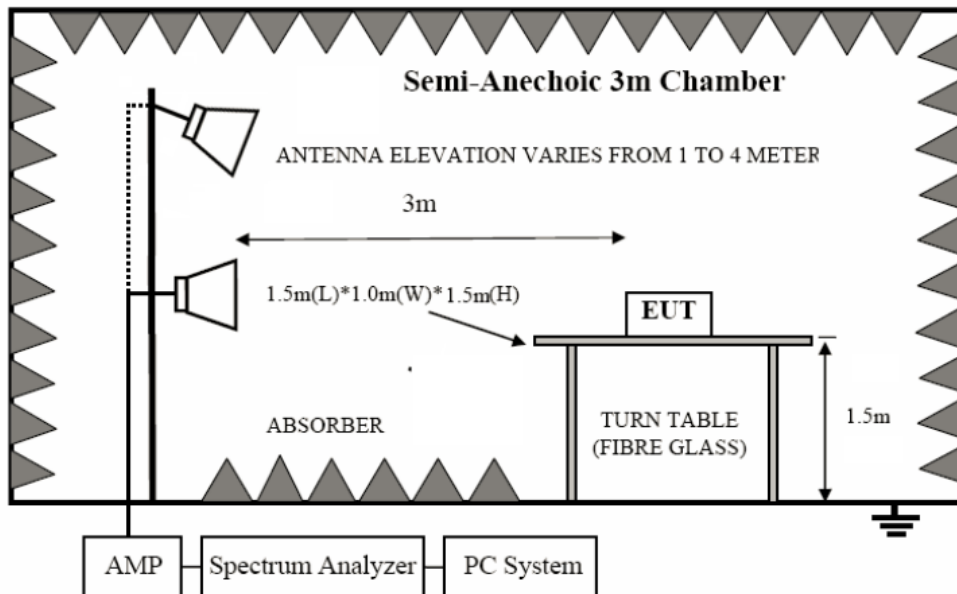 Semi-Anechoic 3m Chamber
ANTENNA ELEVATION VARIES FROM 1 TO 4 METER
3m
1.5m(L)*1.0m(W)*1.5m(H)
EUT
1.5m
ABSORBER
TURN TABLE
(FIBRE GLASS)
AMP
Spectrum Analyzer
PC System